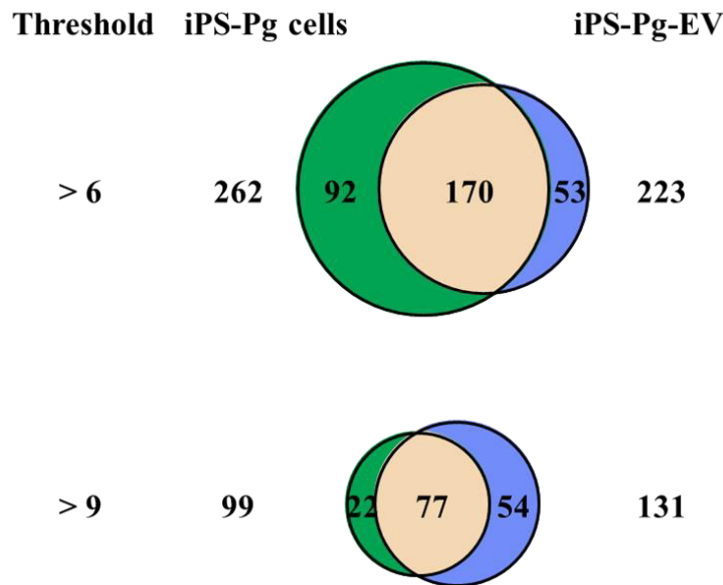 Threshold iPS-Pg cells iPS-Pg-EV
> 6 262 92 170 53 223
> 9 99 22 77 54 131